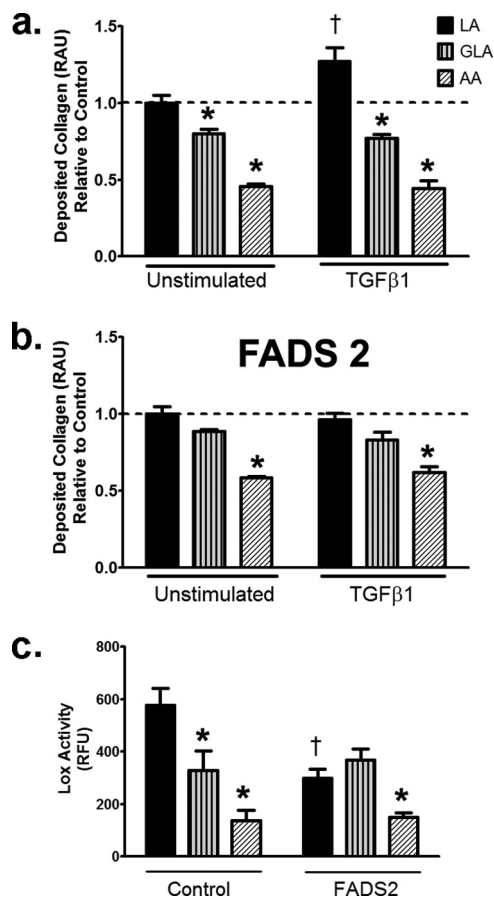 a.
Deposited Collagen (RAU)
Relative to Control
1.5
1.0
0.5
0.0
*
*
†
*
*
LA
GLA
AA
Unstimulated
TGFβ1
b.
FADS 2
Deposited Collagen (RAU)
Relative to Control
1.5
1.0
0.5
0.0
*
*
Unstimulated
TGFβ1
c.
Lox Activity
(RFU)
800
600
400
200
0
*
*
†
*
Control
FADS2